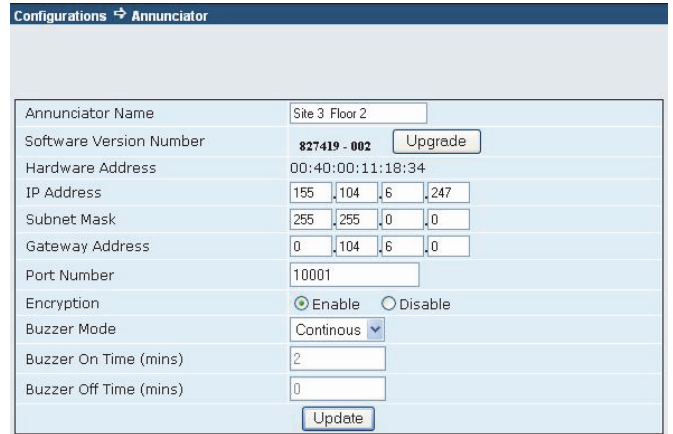 Configurations ➪ Annunciator
Annunciator Name Site 3 Floor 2
Software Version Number 827419 - 002 Upgrade
Hardware Address 00:40:00:11:18:34
IP Address 155 .104 .6 .247
Subnet Mask 255 .255 .0 .0
Gateway Address 0 .104 .6 .0
Port Number 10001
Encryption Enable Disable
Buzzer Mode Continous
Buzzer On Time (mins) 2
Buzzer Off Time (mins) 0
Update